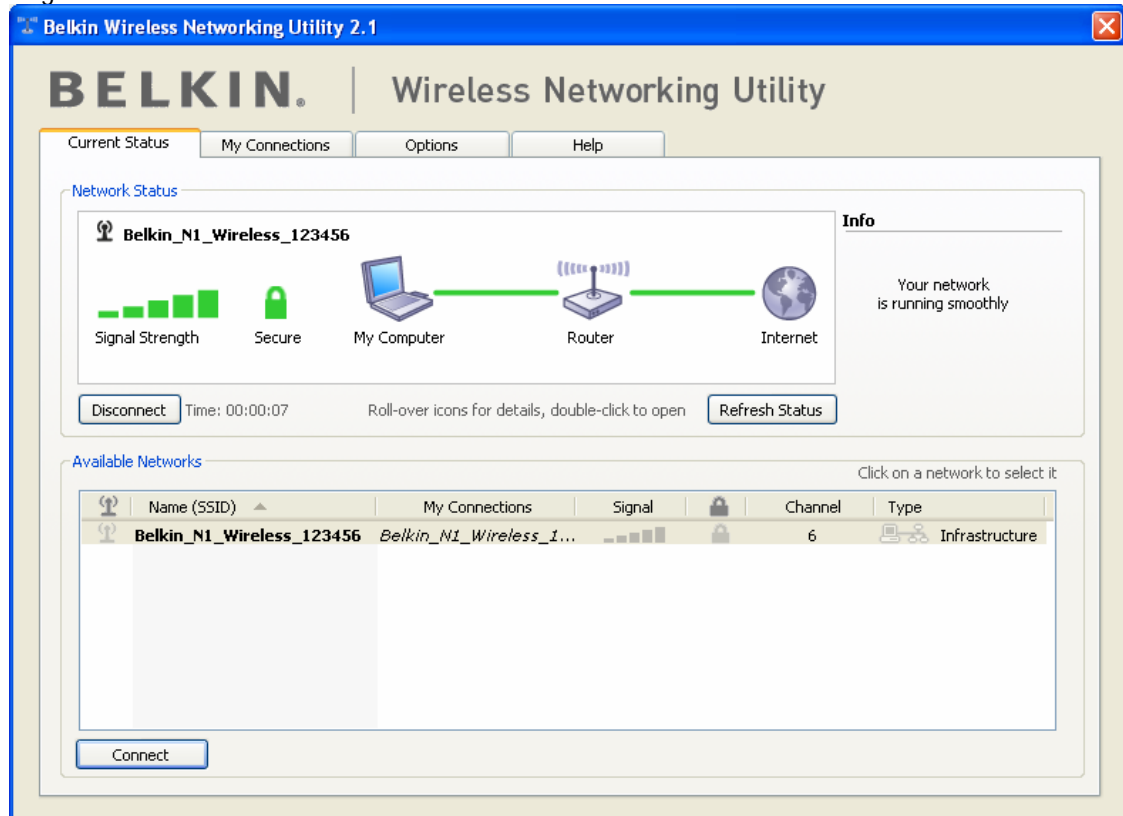 Belkin Wireless Networking Utility 2.1
BELKIN. Wireless Networking Utility
Current Status My Connections Options Help
Network Status
Belkin_N1_Wireless_123456
Info
Your network
is running smoothly
Signal Strength Secure My Computer Router Internet
Disconnect Time: 00:00:07 Roll-over icons for details, double-click to open Refresh Status
Available Networks
Click on a network to select it
Name (SSID) My Connections Signal Channel Type
Belkin_N1_Wireless_123456 Belkin_N1_Wireless_1... 6 Infrastructure
Connect